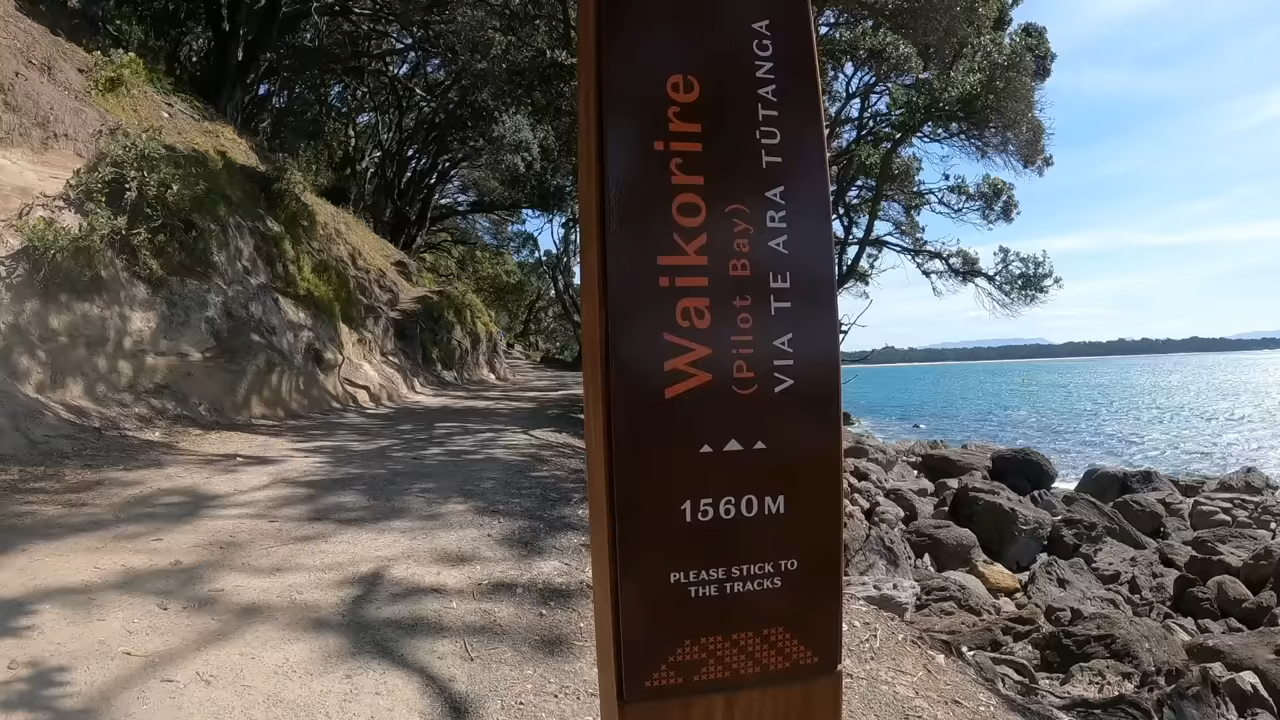 Waikorire
(Pilot Bay)
VIA TE ARA TŪTANGA
1560M
PLEASE STICK TO
THE TRACKS